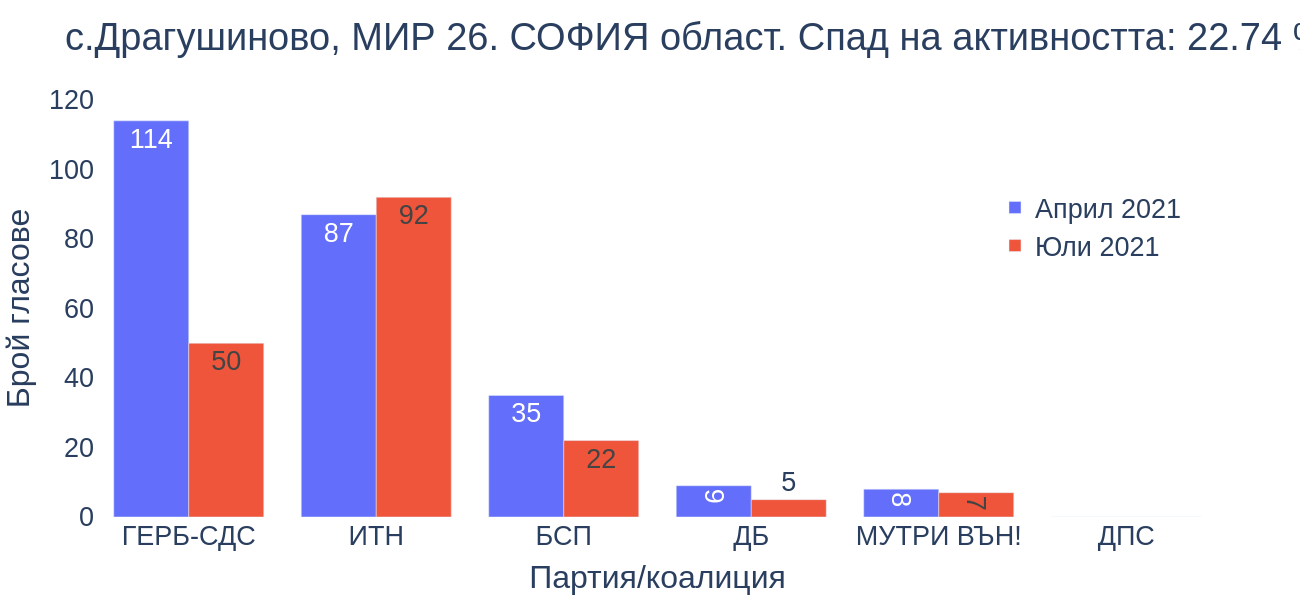 с.Драгушиново, МИР 26. СОФИЯ област. Спад на активността: 22.74
120
100
80
60
40
20
0
Брой гласове
114
50
87
92
35
22
9
5
8
7
Април 2021
Юли 2021
ГЕРБ-СДС
ИТН
БСП
ДБ
МУТРИ ВЪН!
ДПС
Партия/коалиция